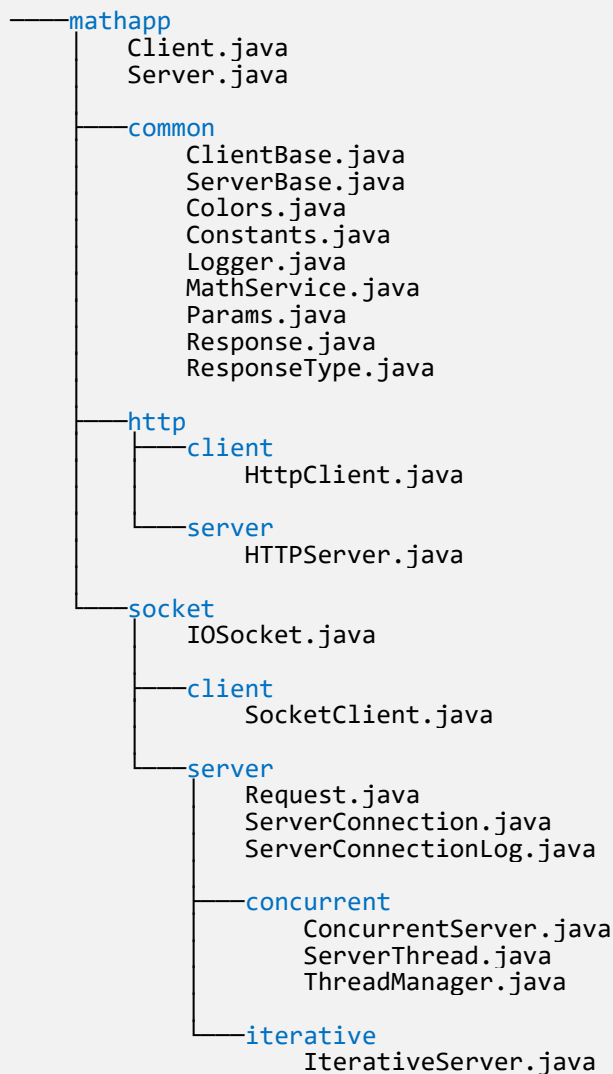 mathapp
Client.java
Server.java
common
ClientBase.java
ServerBase.java
Colors.java
Constants.java
Logger.java
MathService.java
Params.java
Response.java
ResponseType.java
http
client
HttpClient.java
server
HTTPServer.java
socket
IOSocket.java
client
SocketClient.java
server
Request.java
ServerConnection.java
ServerConnectionLog.java
concurrent
ConcurrentServer.java
ServerThread.java
ThreadManager.java
iterative
IterativeServer.java